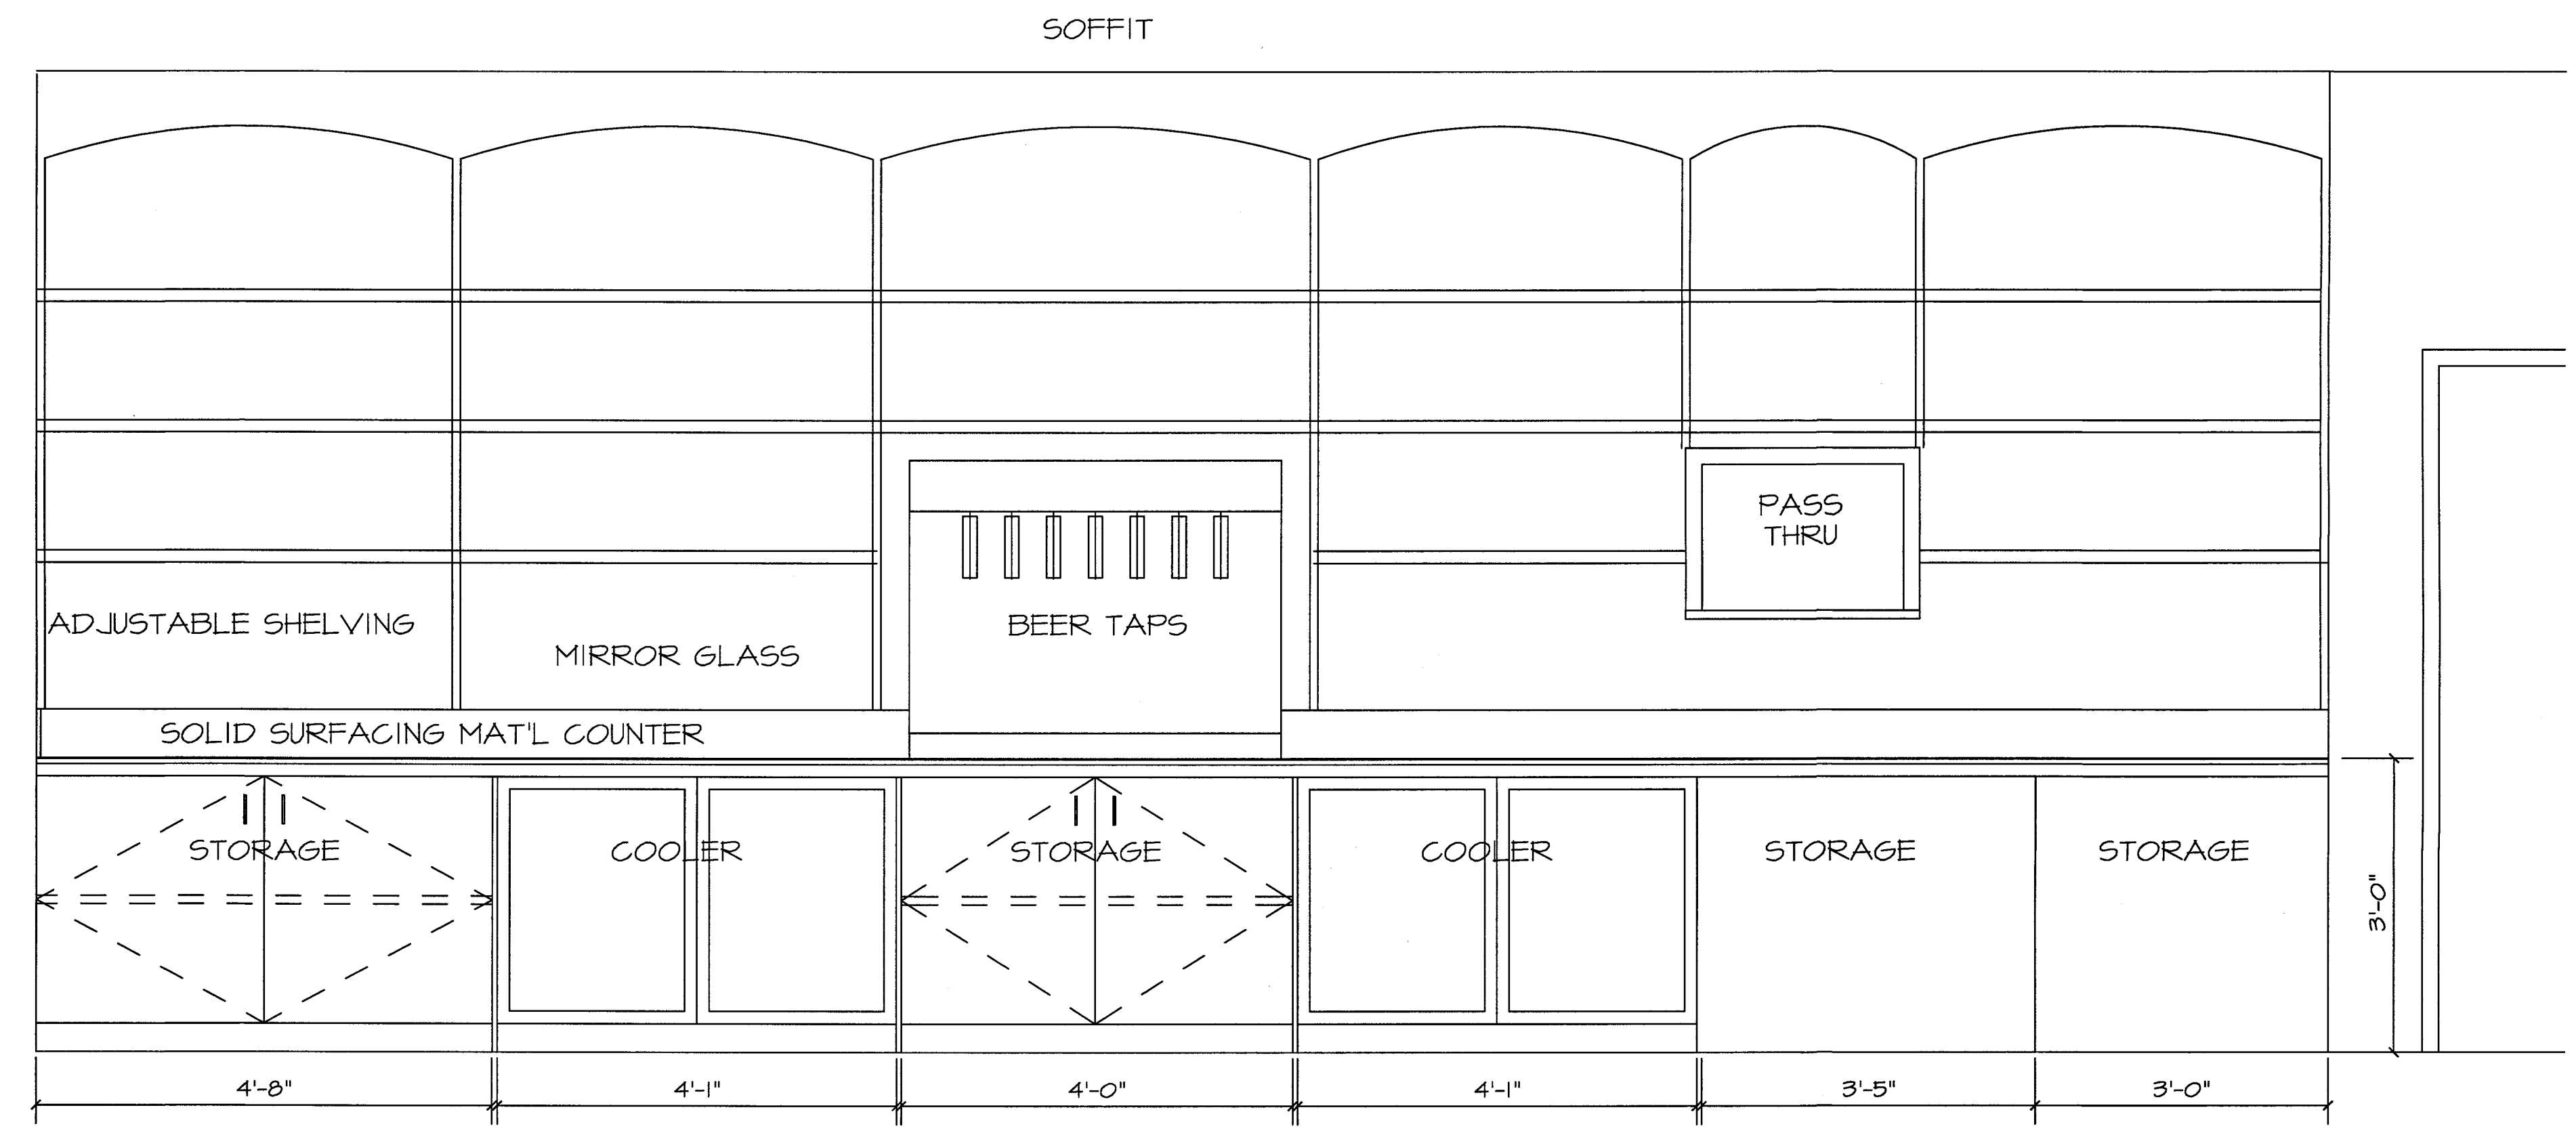 SOFFIT
PASS
THRU
ADJUSTABLE SHELVING
BEER TAPS
MIRROR GLASS
SOLID SURFACING MAT'L COUNTER
STORAGE
COOLER
STORAGE
COOLER
STORAGE
STORAGE
3'-0"
4'-8"
4'-1"
4'-0"
4'-1"
3'-5"
3'-0"